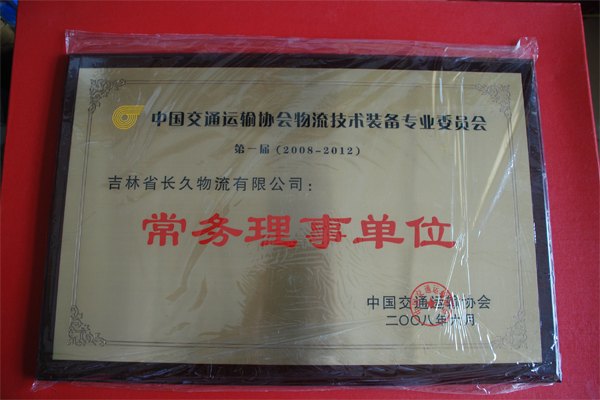 中国交通运输协会物流技术装备专业委员会
第一届（2008-2012）
吉林省长久物流有限公司：
常务理事单位
中国交通运输协会
二〇〇八年六月